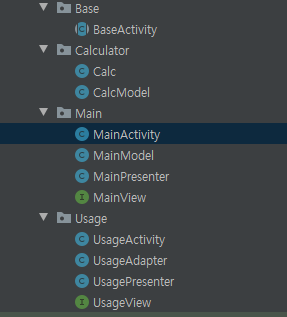 Base
BaseActivity
Calculator
Calc
CalcModel
Main
MainActivity
MainModel
MainPresenter
MainView
Usage
UsageActivity
UsageAdapter
UsagePresenter
UsageView